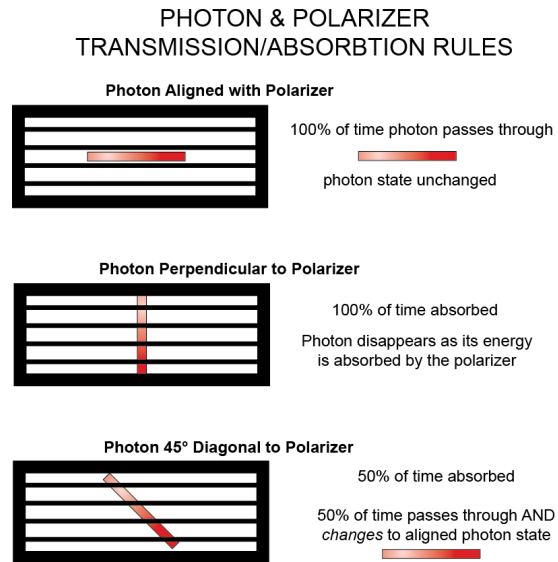 PHOTON & POLARIZER
TRANSMISSION/ABSORBTION RULES
Photon Aligned with Polarizer
100% of time photon passes through
photon state unchanged
Photon Perpendicular to Polarizer
100% of time absorbed
Photon disappears as its energy
is absorbed by the polarizer
Photon 45° Diagonal to Polarizer
50% of time absorbed
50% of time passes through AND
changes to aligned photon state